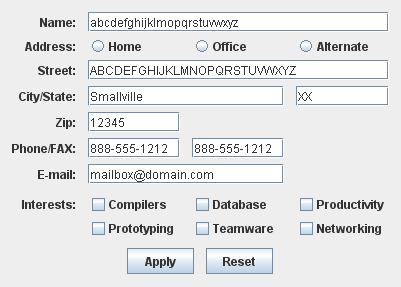 Name: abcdefghijklmopqrstuvwxyz
Address: Home Office Alternate
Street: ABCDEFGHIJKLMNOPQRSTUVWXYZ
City/State: Smallville XX
Zip: 12345
Phone/FAX: 888-555-1212 888-555-1212
E-mail: mailbox@domain.com
Interests: Compilers Database Productivity
Prototyping Teamware Networking
Apply Reset